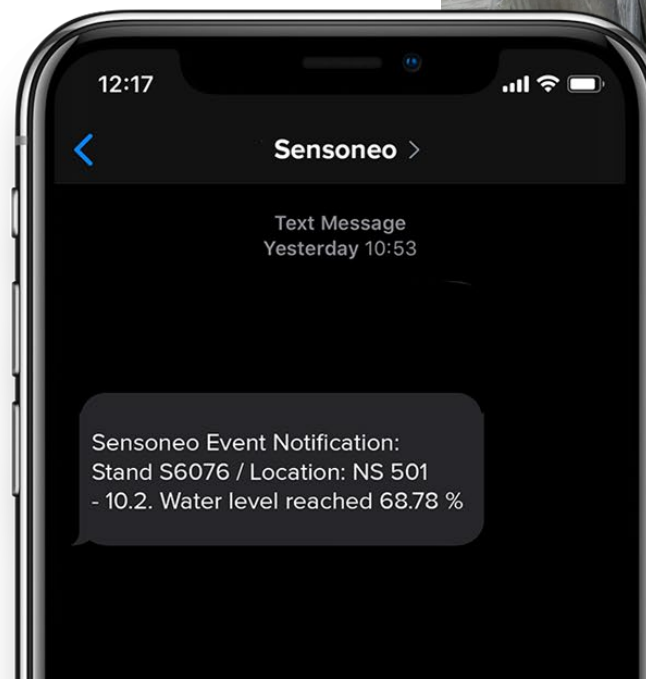 12:17
Sensoneo >
Text Message
Yesterday 10:53
Sensoneo Event Notification:
Stand S6076 / Location: NS 501
- 10.2. Water level reached 68.78 %